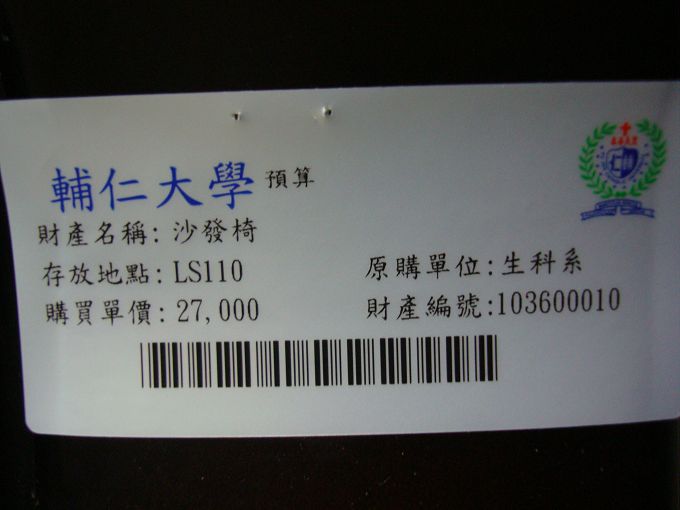 輔仁大學 預算
財產名稱: 沙發椅
存放地點: LS110 原購單位: 生科系
購買單價: 27,000 財產編號:103600010